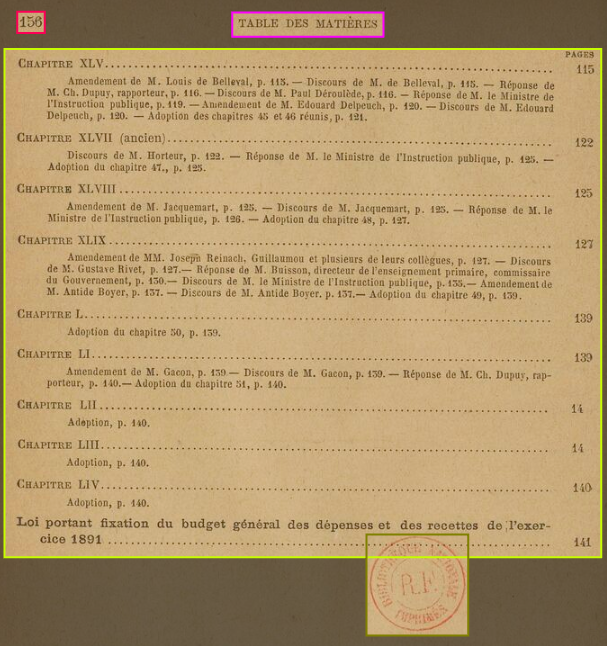 156
TABLE DES MATIÈRES
PAGES
CHAPITRE XLV........ 115
Amendement de M. Louis de Belleval, p. 115. — Discours de M. de Belleval, p. 115. — Réponse de
M. Ch. Dupuy, rapporteur, p. 116. — Discours de M. Paul Déroulède, p. 116. — Réponse de M. le Ministre de
l'Instruction publique, p. 119. — Amendement de M. Edouard Delpeuch, p. 120. — Discours de M. Edouard
Delpeuch, p. 120. — Adoption des chapitres 45 et 46 réunis, p. 121.
CHAPITRE XLVII (ancien)........ 122
Discours de M. Horteur, p. 122. — Réponse de M. le Ministre de l'Instruction publique, p. 125. —
Adoption du chapitre 47., p. 125.
CHAPITRE XLVIII........ 125
Amendement de M. Jacquemart, p. 125. — Discours de M. Jacquemart, p. 125. — Réponse de M. le
Ministre de l'Instruction publique, p. 126. — Adoption du chapitre 48, p. 127.
CHAPITRE XLIX........ 127
Amendement de MM. Joseph Reinach, Guillaumou et plusieurs de leurs collègues, p. 127. — Discours
de M. Gustave Rivet, p. 127. — Réponse de M. Buisson, directeur de l'enseignement primaire, commissaire
du Gouvernement, p. 130. — Discours de M. le Ministre de l'Instruction publique, p. 135. — Amendement de
M. Antide Boyer, p. 137. — Discours de M. Antide Boyer. p. 137. — Adoption du chapitre 49, p. 139.
CHAPITRE L........ 139
Adoption du chapitre 50, p. 139.
CHAPITRE LI........ 139
Amendement de M. Gacon, p. 139 — Discours de M. Gacon, p. 139. — Réponse de M. Ch. Dupuy, rap-
porteur, p. 140. — Adoption du chapitre 51, p. 140.
CHAPITRE LII........ 14
Adoption, p. 140.
CHAPITRE LIII........ 14
Adoption, p. 140.
CHAPITRE LIV........ 140
Adoption, p. 140.
Loi portant fixation du budget général des dépenses et des recettes de l'exer-
cice 1891........ 141
BIBLIOTHÈQUE NATIONALE
R.F.
IMPRIMÉS